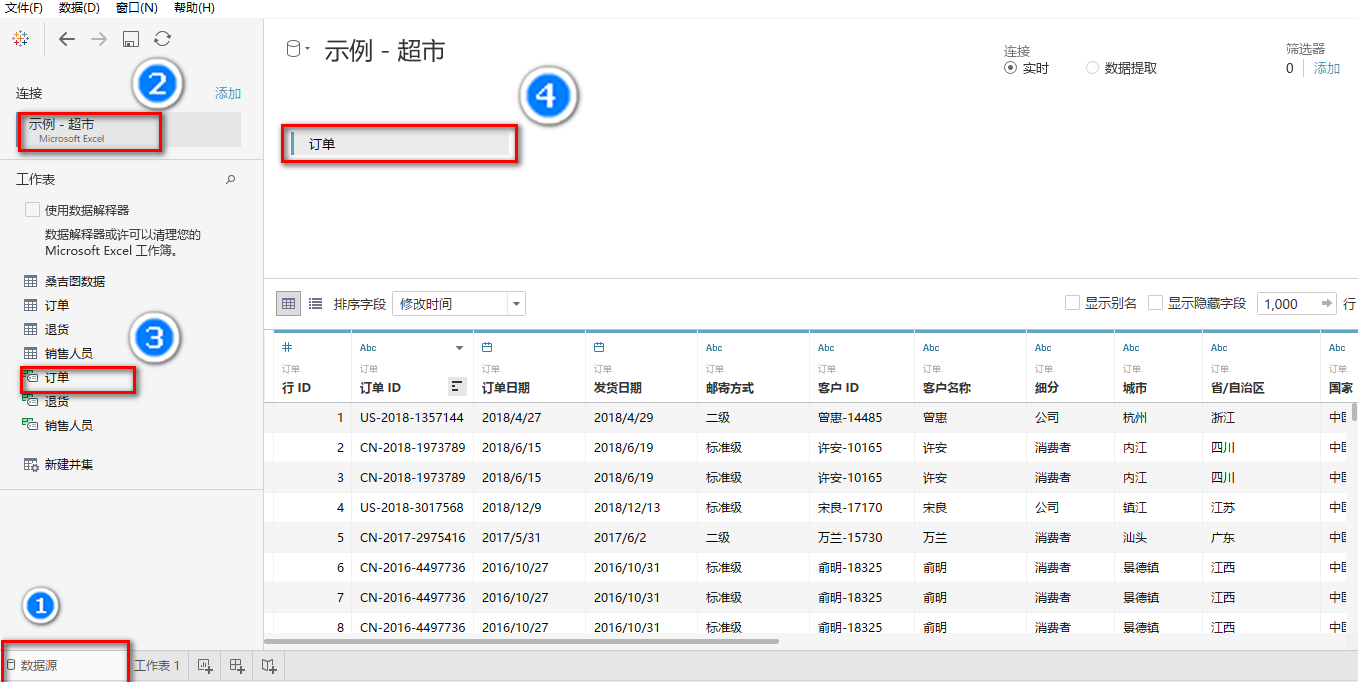 文件(F) 数据(D) 窗口(N) 帮助(H)
连接 添加
2
示例 - 超市
Microsoft Excel
工作表
使用数据解释器
数据解释器或许可以清理您的
Microsoft Excel 工作簿。
桑吉图数据
订单
退货
销售人员
3
订单
退货
销售人员
新建并集
1
数据源 工作表 1
示例 - 超市
连接
实时 数据提取
筛选器
0 添加
4
订单
排序字段 修改时间 显示别名 显示隐藏字段 1,000 行
# Abc Abc Abc Abc Abc Abc Abc Abc
订单 订单 订单 订单 订单 订单 订单 订单 订单 订单 订单
行 ID 订单 ID 订单日期 发货日期 邮寄方式 客户 ID 客户名称 细分 城市 省/自治区 国家
1 US-2018-1357144 2018/4/27 2018/4/29 二级 曾惠-14485 曾惠 公司 杭州 浙江 中国
2 CN-2018-1973789 2018/6/15 2018/6/19 标准级 许安-10165 许安 消费者 内江 四川 中国
3 CN-2018-1973789 2018/6/15 2018/6/19 标准级 许安-10165 许安 消费者 内江 四川 中国
4 US-2018-3017568 2018/12/9 2018/12/13 标准级 宋良-17170 宋良 公司 镇江 江苏 中国
5 CN-2017-2975416 2017/5/31 2017/6/2 二级 万兰-15730 万兰 消费者 汕头 广东 中国
6 CN-2016-4497736 2016/10/27 2016/10/31 标准级 俞明-18325 俞明 消费者 景德镇 江西 中国
7 CN-2016-4497736 2016/10/27 2016/10/31 标准级 俞明-18325 俞明 消费者 景德镇 江西 中国
8 CN-2016-4497736 2016/10/27 2016/10/31 标准级 俞明-18325 俞明 消费者 景德镇 江西 中国